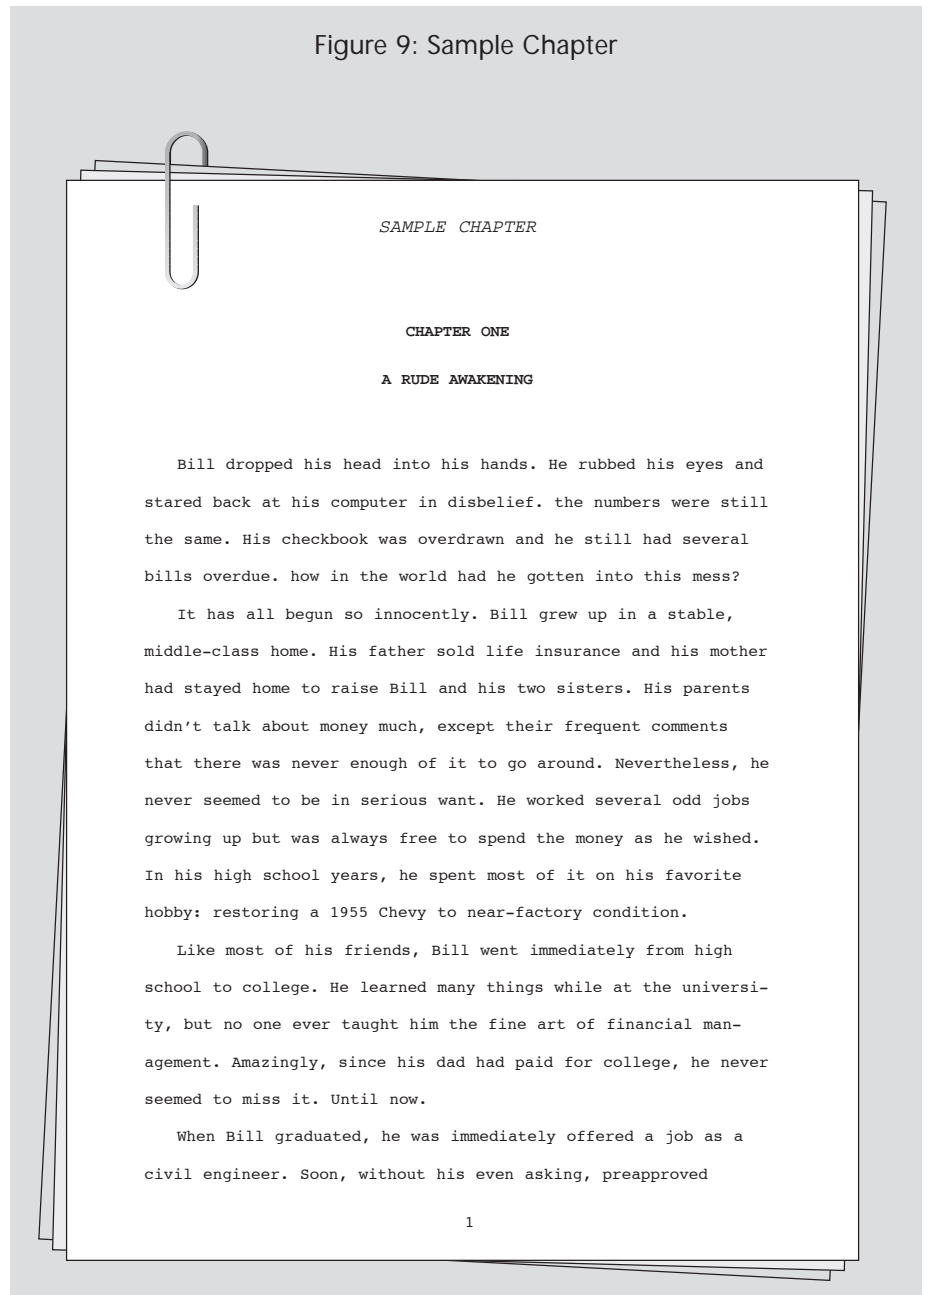 Figure 9: Sample Chapter
SAMPLE CHAPTER
CHAPTER ONE
A RUDE AWAKENING
Bill dropped his head into his hands. He rubbed his eyes and
stared back at his computer in disbelief. the numbers were still
the same. His checkbook was overdrawn and he still had several
bills overdue. how in the world had he gotten into this mess?
It has all begun so innocently. Bill grew up in a stable,
middle-class home. His father sold life insurance and his mother
had stayed home to raise Bill and his two sisters. His parents
didn't talk about money much, except their frequent comments
that there was never enough of it to go around. Nevertheless, he
never seemed to be in serious want. He worked several odd jobs
growing up but was always free to spend the money as he wished.
In his high school years, he spent most of it on his favorite
hobby: restoring a 1955 Chevy to near-factory condition.
Like most of his friends, Bill went immediately from high
school to college. He learned many things while at the universi-
ty, but no one ever taught him the fine art of financial man-
agement. Amazingly, since his dad had paid for college, he never
seemed to miss it. Until now.
When Bill graduated, he was immediately offered a job as a
civil engineer. Soon, without his even asking, preapproved
1